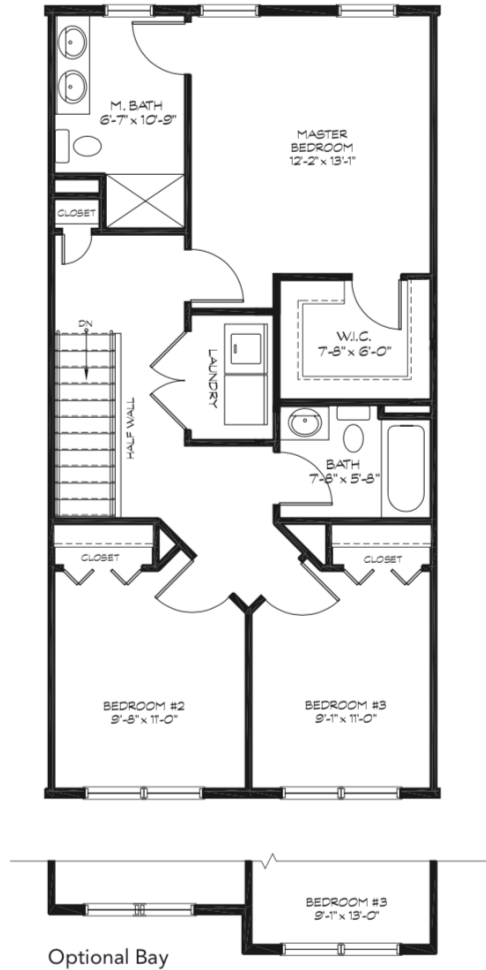 M. BATH
6'-7" x 10'-9"
MASTER
BEDROOM
12'-2" x 13'-1"
CLOSET
W.I.C.
7'-8" x 6'-0"
DN
LAUNDRY
HALF WALL
BATH
7'-8" x 5'-8"
CLOSET
CLOSET
BEDROOM #2
9'-8" x 11'-0"
BEDROOM #3
9'-1" x 11'-0"
BEDROOM #3
9'-1" x 13'-0"
Optional Bay